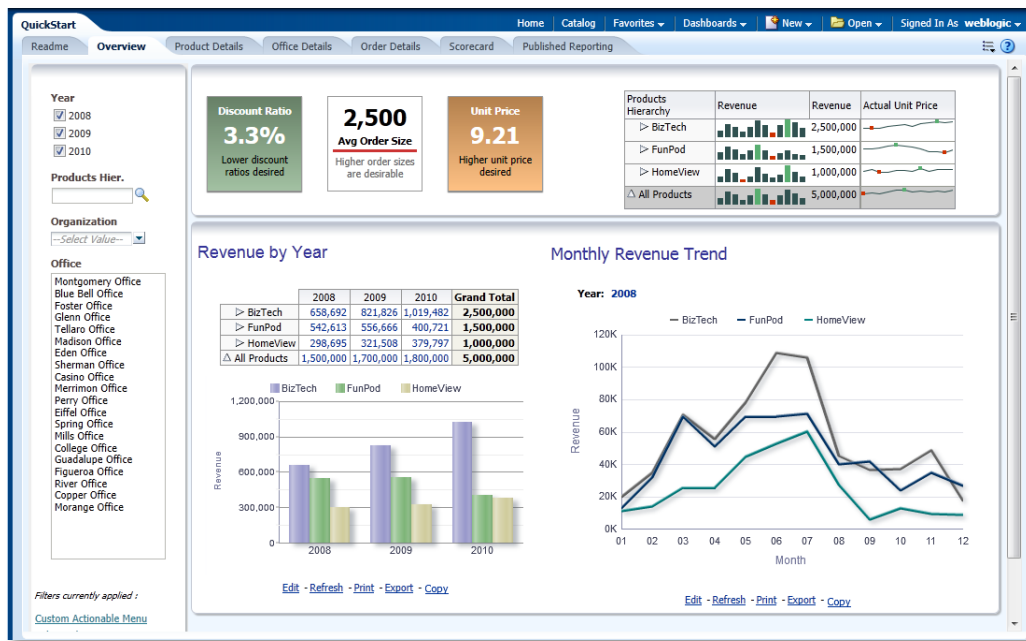 QuickStart
Home Catalog Favorites Dashboards New Open Signed In As weblogic
Readme Overview Product Details Office Details Order Details Scorecard Published Reporting
Year
2008
2009
2010
Products Hier.
Organization
--Select Value--
Office
Montgomery Office
Blue Bell Office
Foster Office
Glenn Office
Tellaro Office
Madison Office
Eden Office
Sherman Office
Casino Office
Merrimon Office
Perry Office
Eiffel Office
Spring Office
Mills Office
College Office
Guadalupe Office
Figueroa Office
River Office
Copper Office
Morange Office
Filters currently applied :
Custom Actionable Menu
Discount Ratio
3.3%
Lower discount
ratios desired
2,500
Avg Order Size
Higher order sizes
are desirable
Unit Price
9.21
Higher unit price
desired
Products
Hierarchy Revenue Revenue Actual Unit Price
BizTech 2,500,000
FunPod 1,500,000
HomeView 1,000,000
All Products 5,000,000
Revenue by Year
2008 2009 2010 Grand Total
BizTech 658,692 821,826 1,019,482 2,500,000
FunPod 542,613 556,666 400,721 1,500,000
HomeView 298,695 321,508 379,797 1,000,000
All Products 1,500,000 1,700,000 1,800,000 5,000,000
BizTech FunPod HomeView
1,200,000
900,000
600,000
300,000
0
Revenue
2008 2009 2010
Edit - Refresh - Print - Export - Copy
Monthly Revenue Trend
Year: 2008
BizTech FunPod HomeView
120K
100K
80K
60K
40K
20K
0K
Revenue
01 02 03 04 05 06 07 08 09 10 11 12
Month
Edit - Refresh - Print - Export - Copy